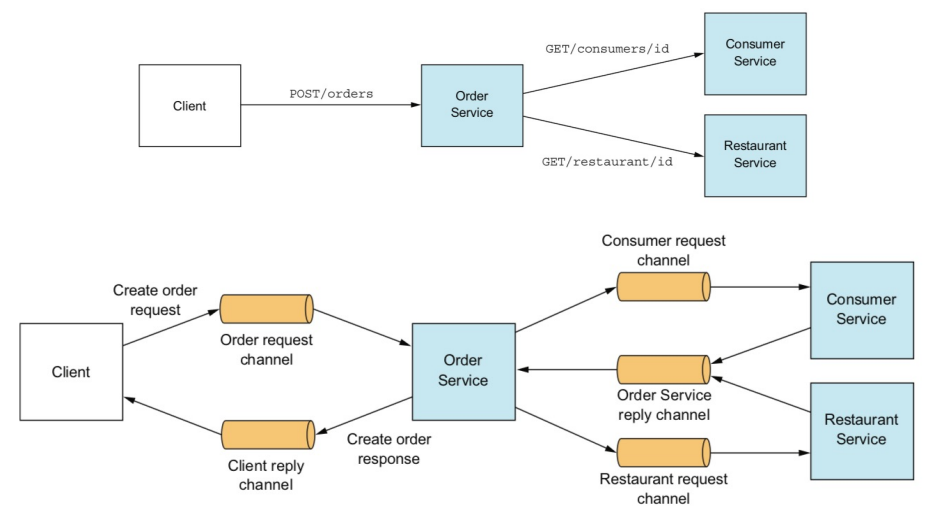 Client
POST/orders
Order
Service
GET/consumers/id
Consumer
Service
GET/restaurant/id
Restaurant
Service
Client
Create order
request
Order request
channel
Client reply
channel
Create order
response
Order
Service
Consumer request
channel
Order Service
reply channel
Restaurant request
channel
Consumer
Service
Restaurant
Service